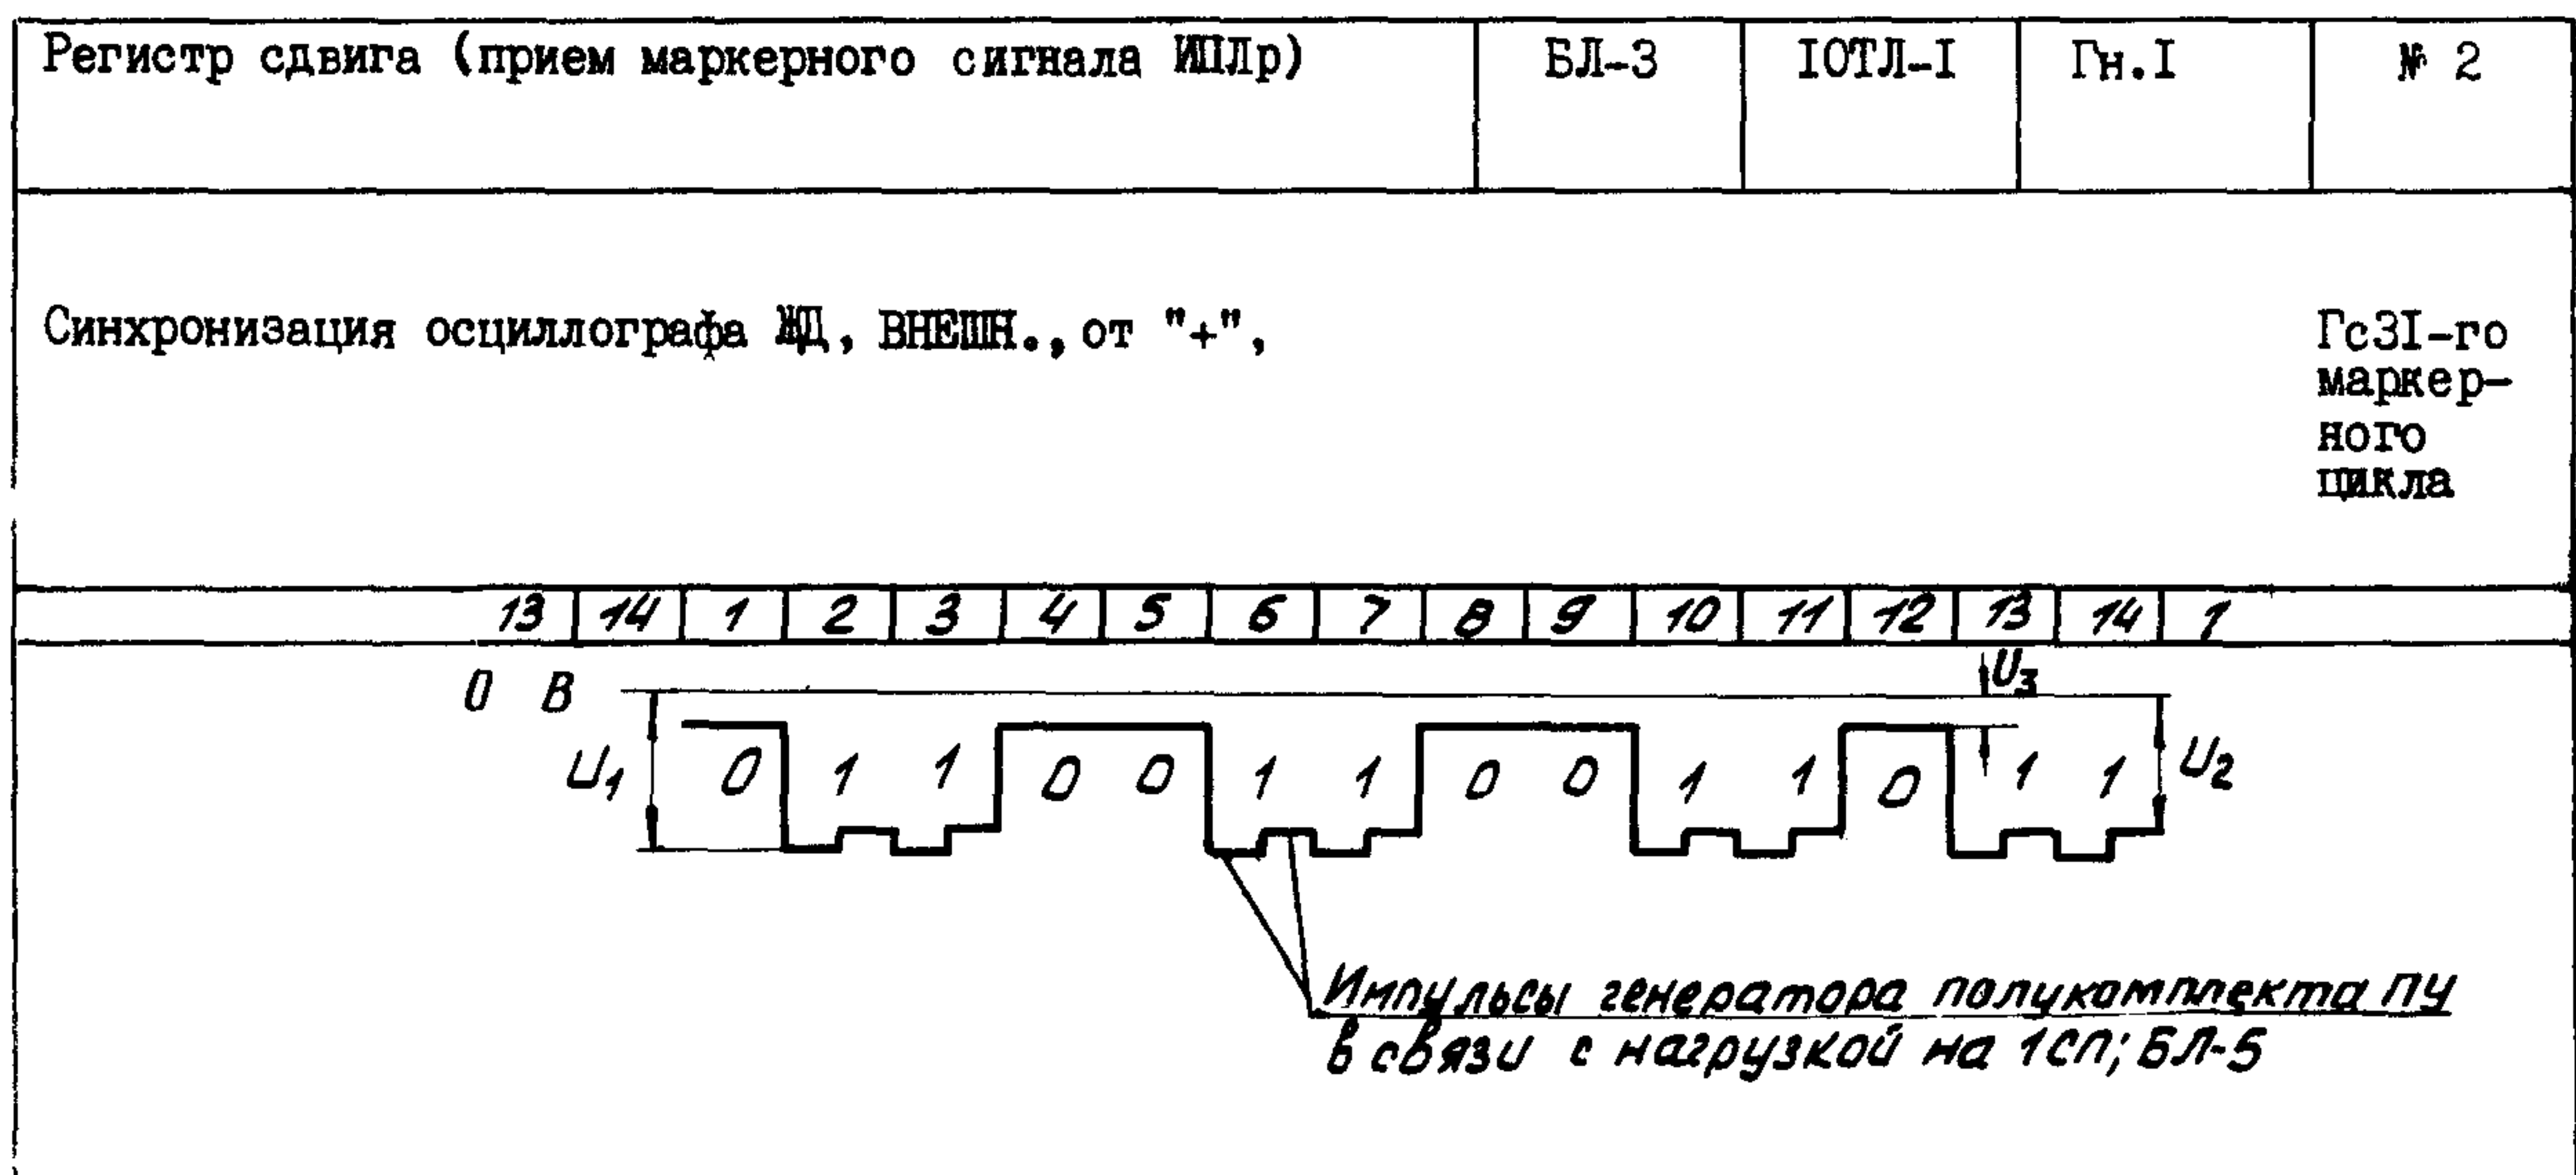 Регистр сдвига (прием маркерного сигнала ИПЛр) БЛ-3 IОТЛ-I Гн.I № 2
Синхронизация осциллографа ЖД, ВНЕШН., от "+", Гс3I-го
маркер-
ного
цикла
13 14 1 2 3 4 5 6 7 8 9 10 11 12 13 14 1
0 В U3
U1 0 1 1 0 0 1 1 0 0 1 1 0 1 1 U2
Импульсы генератора полукомплекта ПУ
в связи с нагрузкой на 1СП; БЛ-5